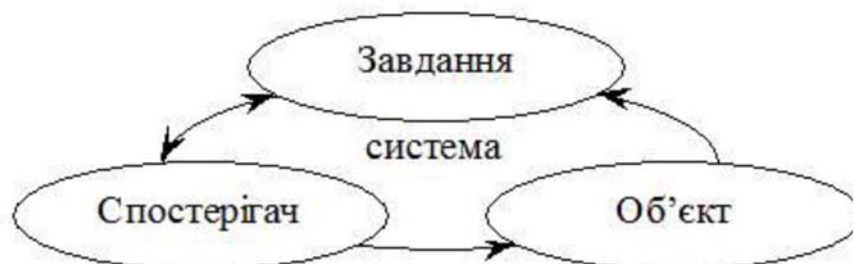 Завдання
система
Спостерігач
Об’єкт